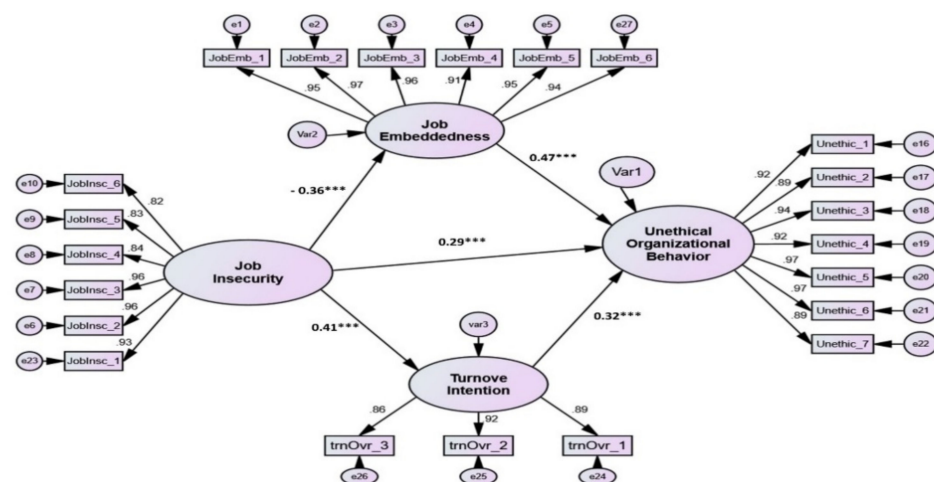 e1 e2 e3 e4 e5 e27
JobEmb_1 JobEmb_2 JobEmb_3 JobEmb_4 JobEmb_5 JobEmb_6
.95 .97 .96 .91 .95 .94
Var2
Job
Embeddedness
- 0.36***
0.47***
e10 JobInsc_6 .82
e9 JobInsc_5 .83
e8 JobInsc_4 .84
e7 JobInsc_3 .96
e6 JobInsc_2 .96
e23 JobInsc_1 .93
Job
Insecurity
0.29***
Var1
Unethical
Organizational
Behavior
.92 Unethic_1 e16
.89 Unethic_2 e17
.94 Unethic_3 e18
.92 Unethic_4 e19
.97 Unethic_5 e20
.97 Unethic_6 e21
.89 Unethic_7 e22
0.41***
0.32***
var3
Turnove
Intention
.86 .92 .89
trnOvr_3 trnOvr_2 trnOvr_1
e26 e25 e24